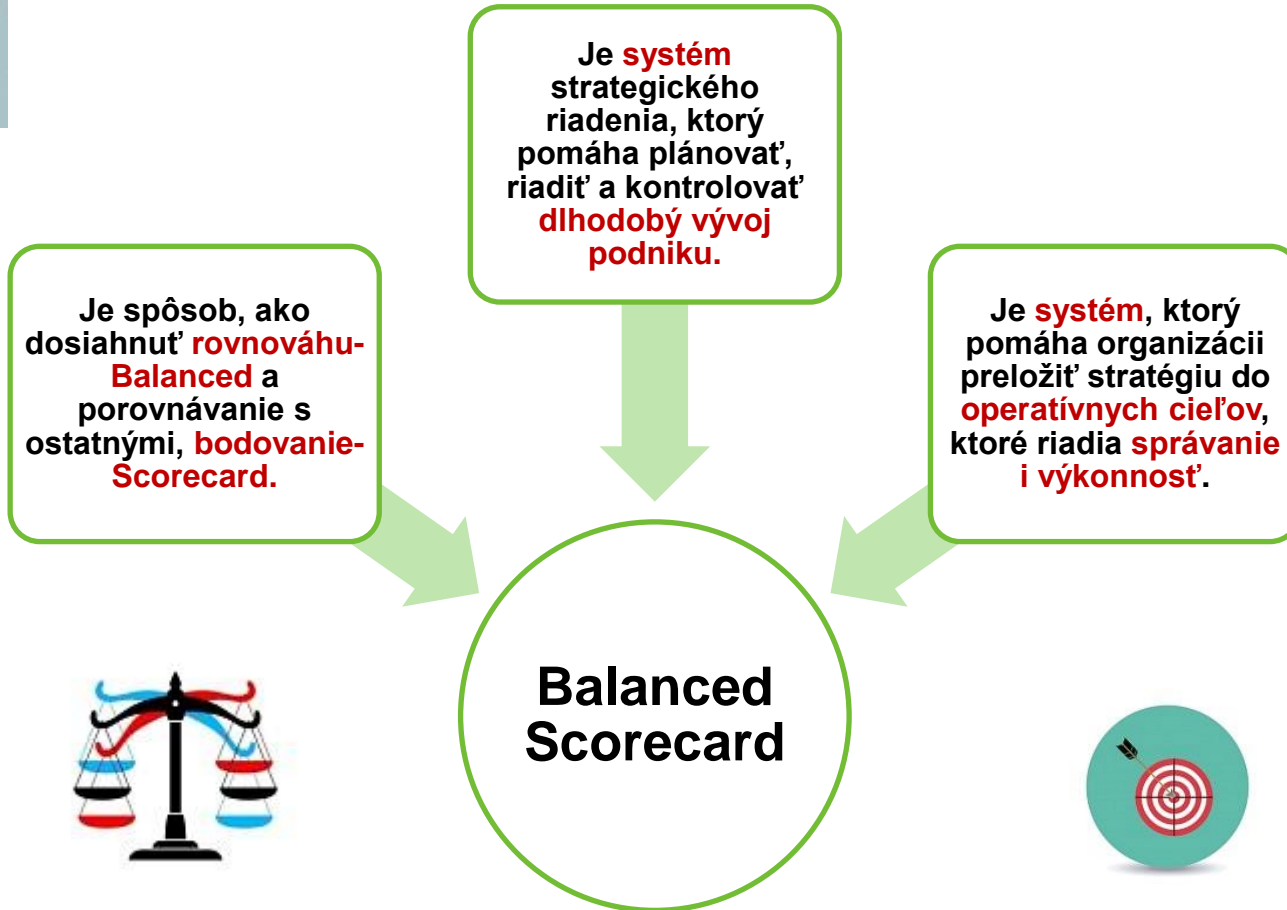 Je systém
strategického
riadenia, ktorý
pomáha plánovať,
riadiť a kontrolovať
dlhodobý vývoj
podniku.
Je spôsob, ako
dosiahnuť rovnováhu-
Balanced a
porovnávanie s
ostatnými, bodovanie-
Scorecard.
Je systém, ktorý
pomáha organizácii
preložiť stratégiu do
operatívnych cieľov,
ktoré riadia správanie
i výkonnosť.
Balanced
Scorecard